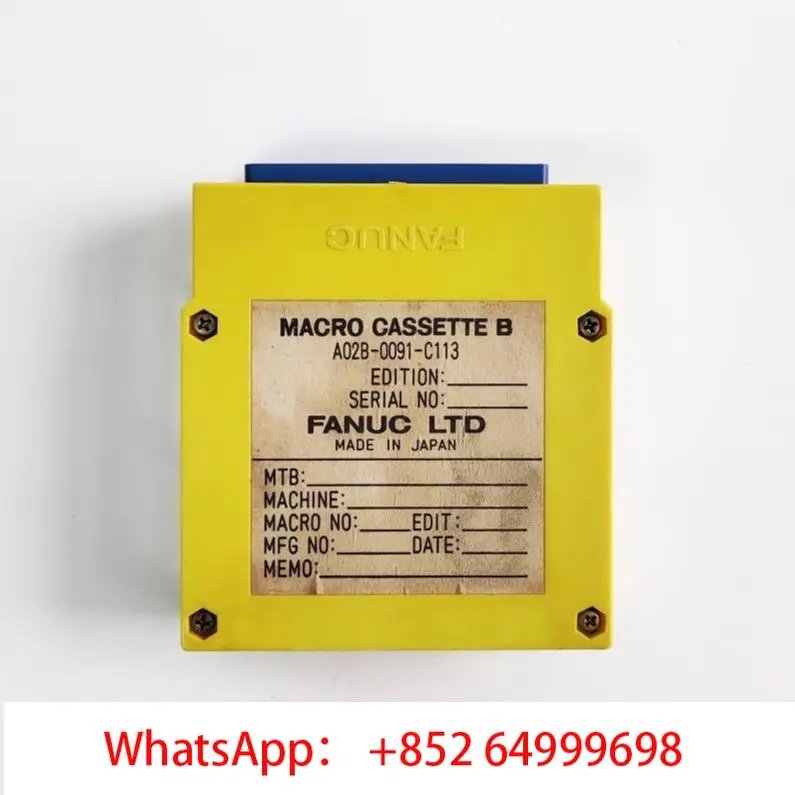 FANUC
MACRO CASSETTE B
A02B-0091-C113
EDITION:
SERIAL NO:
FANUC LTD
MADE IN JAPAN
MTB:
MACHINE:
MACRO NO: EDIT:
MFG NO: DATE:
MEMO:
WhatsApp: +852 64999698